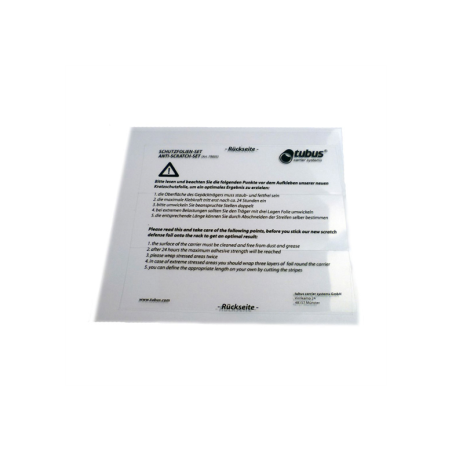 - Rückseite -
SCHUTZFOLIEN-SET
ANTI-SCRATCH-SET
tubus®
carrier systems
Bitte lesen und beachten Sie die folgenden Punkte vor dem Aufkleben unserer neuen
Kratzschutzfolie, um ein optimales Ergebnis zu erzielen:
1. die Oberfläche des Gepäckträgers muss staub- und fettfrei sein
2. die maximale Klebkraft tritt erst nach ca. 24 Stunden ein
3. bitte umwickeln Sie beanspruchte Stellen doppelt
4. bei extremen Belastungen sollten Sie den Träger mit drei Lagen Folie umwickeln
5. die entsprechende Länge können Sie durch Abschneiden der Streifen selber bestimmen
Please read this and take care of the following points, before you stick our new scratch
defense foil onto the rack to get an optimal result:
1. the surface of the carrier must be cleaned and free from dust and grease
2. after 24 hours the maximum adhesive strength will be reached
3. please wrap stressed areas twice
4. in case of extreme stressed areas you should wrap three layers of foil round the carrier
5. you can define the appropriate length on your own by cutting the stripes
www.tubus.com
- Rückseite -
tubus carrier systems GmbH